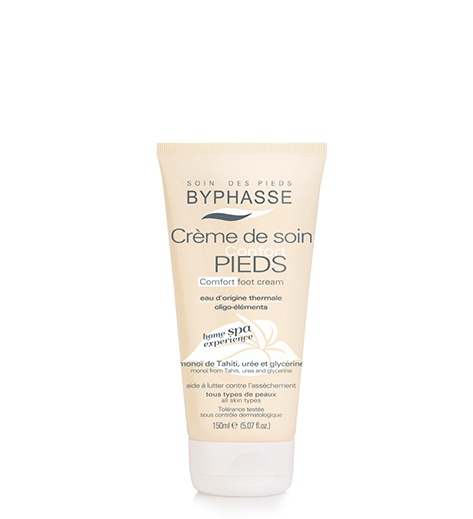 SOIN DES PIEDS
BYPHASSE
Crème de soin
Confort
PIEDS
Comfort foot cream
eau d'origine thermale
oligo-éléments
home spa
experience
monoï de Tahiti, urée et glycérine
monoï from Tahiti, urea and glycerine
aide à lutter contre l'assèchement
tous types de peaux
all skin types
Tolérance testée
sous contrôle dermatologique
150ml e (5.07 fl.oz.)